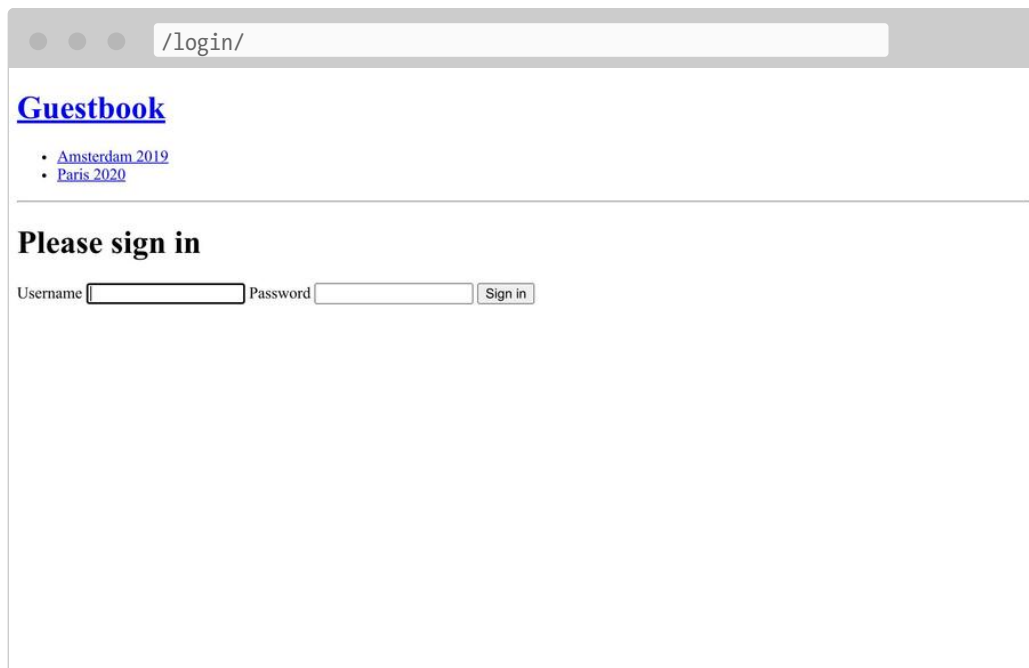 /login/
Guestbook
Amsterdam 2019
Paris 2020
Please sign in
Username Password Sign in